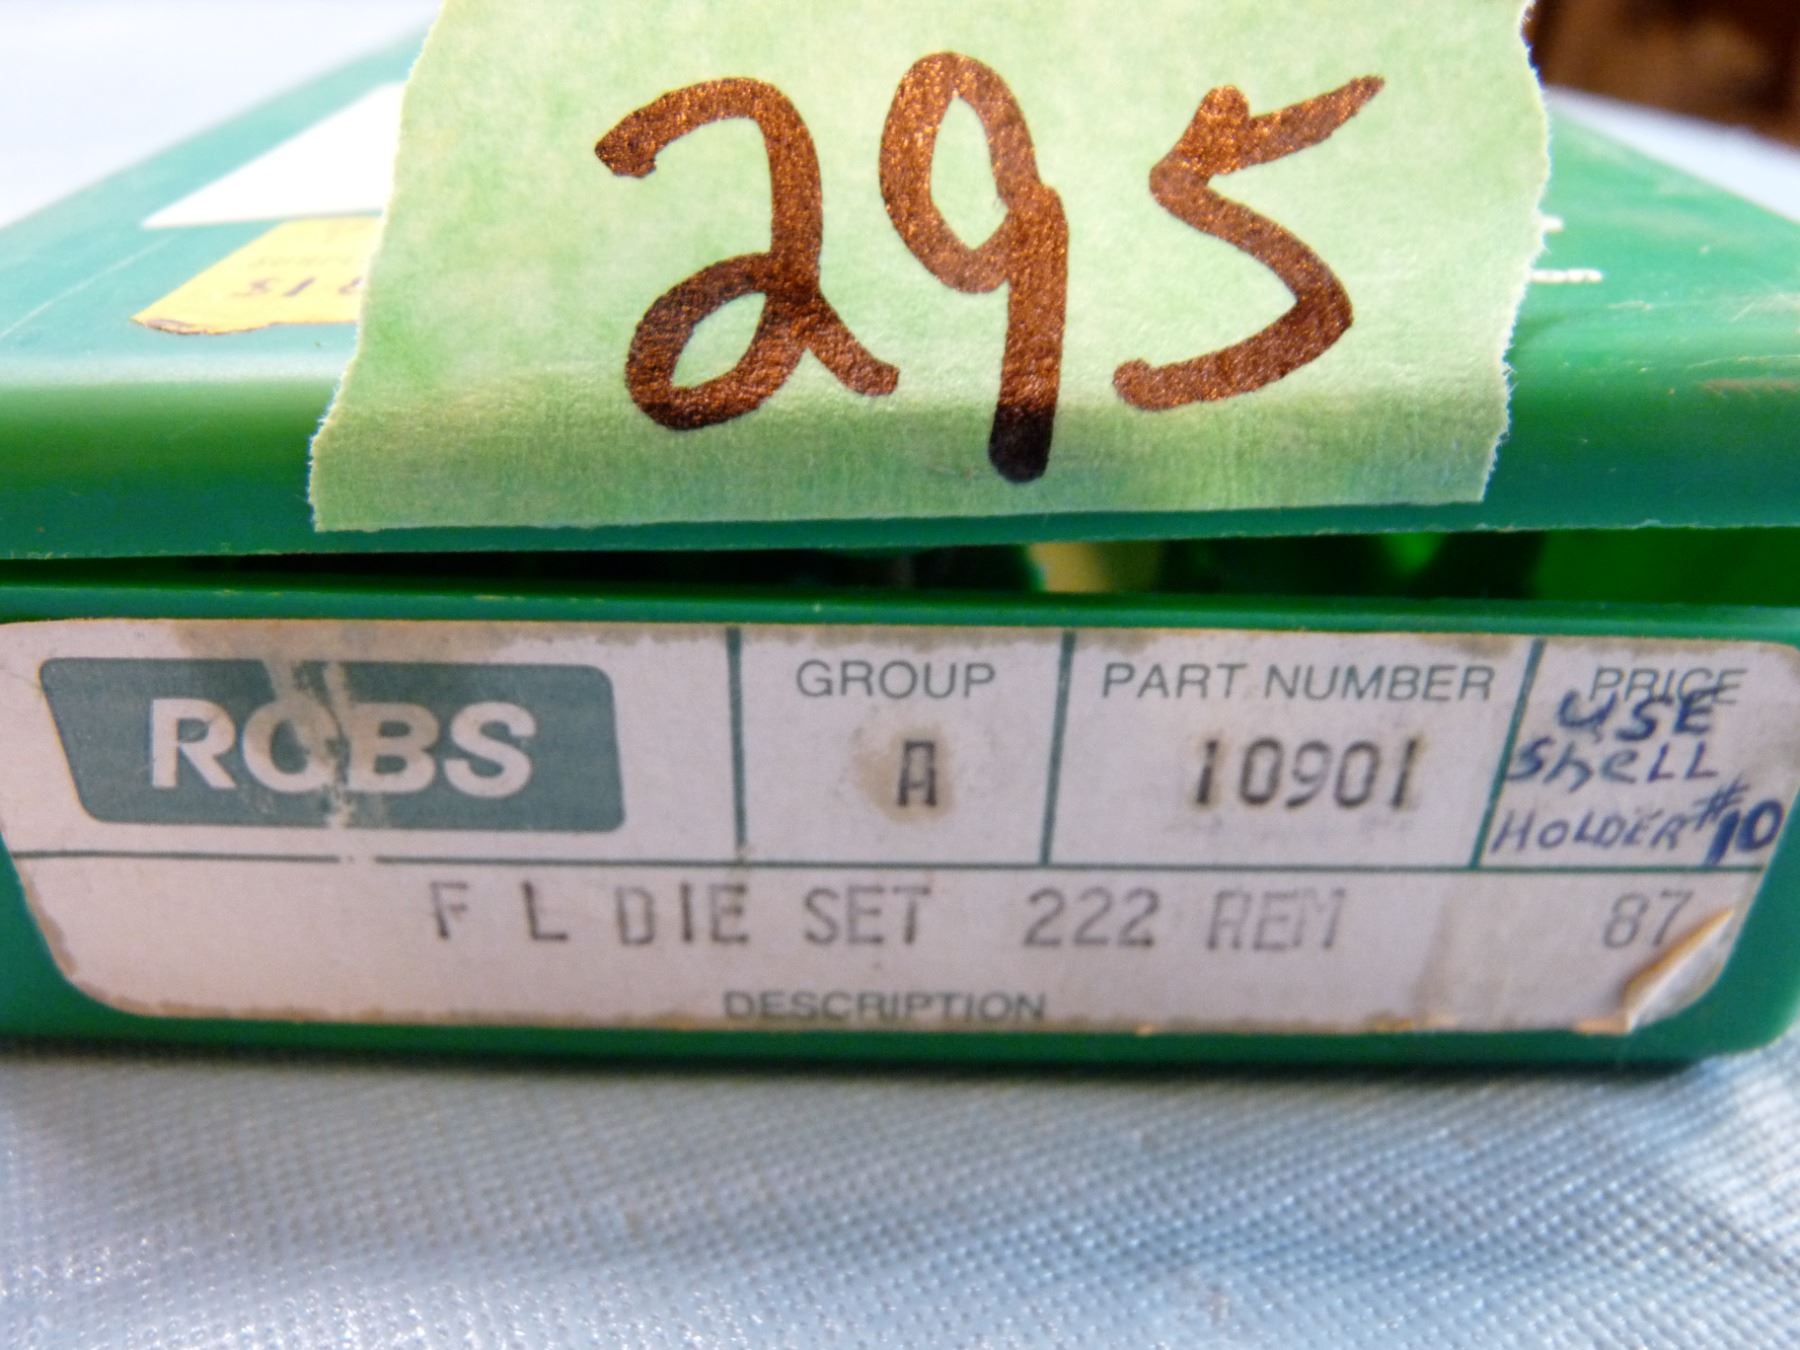 295
RCBS
GROUP
A
PART NUMBER
10901
PRICE
USE
SHELL
HOLDER #10
F L DIE SET 222 REM 87
DESCRIPTION